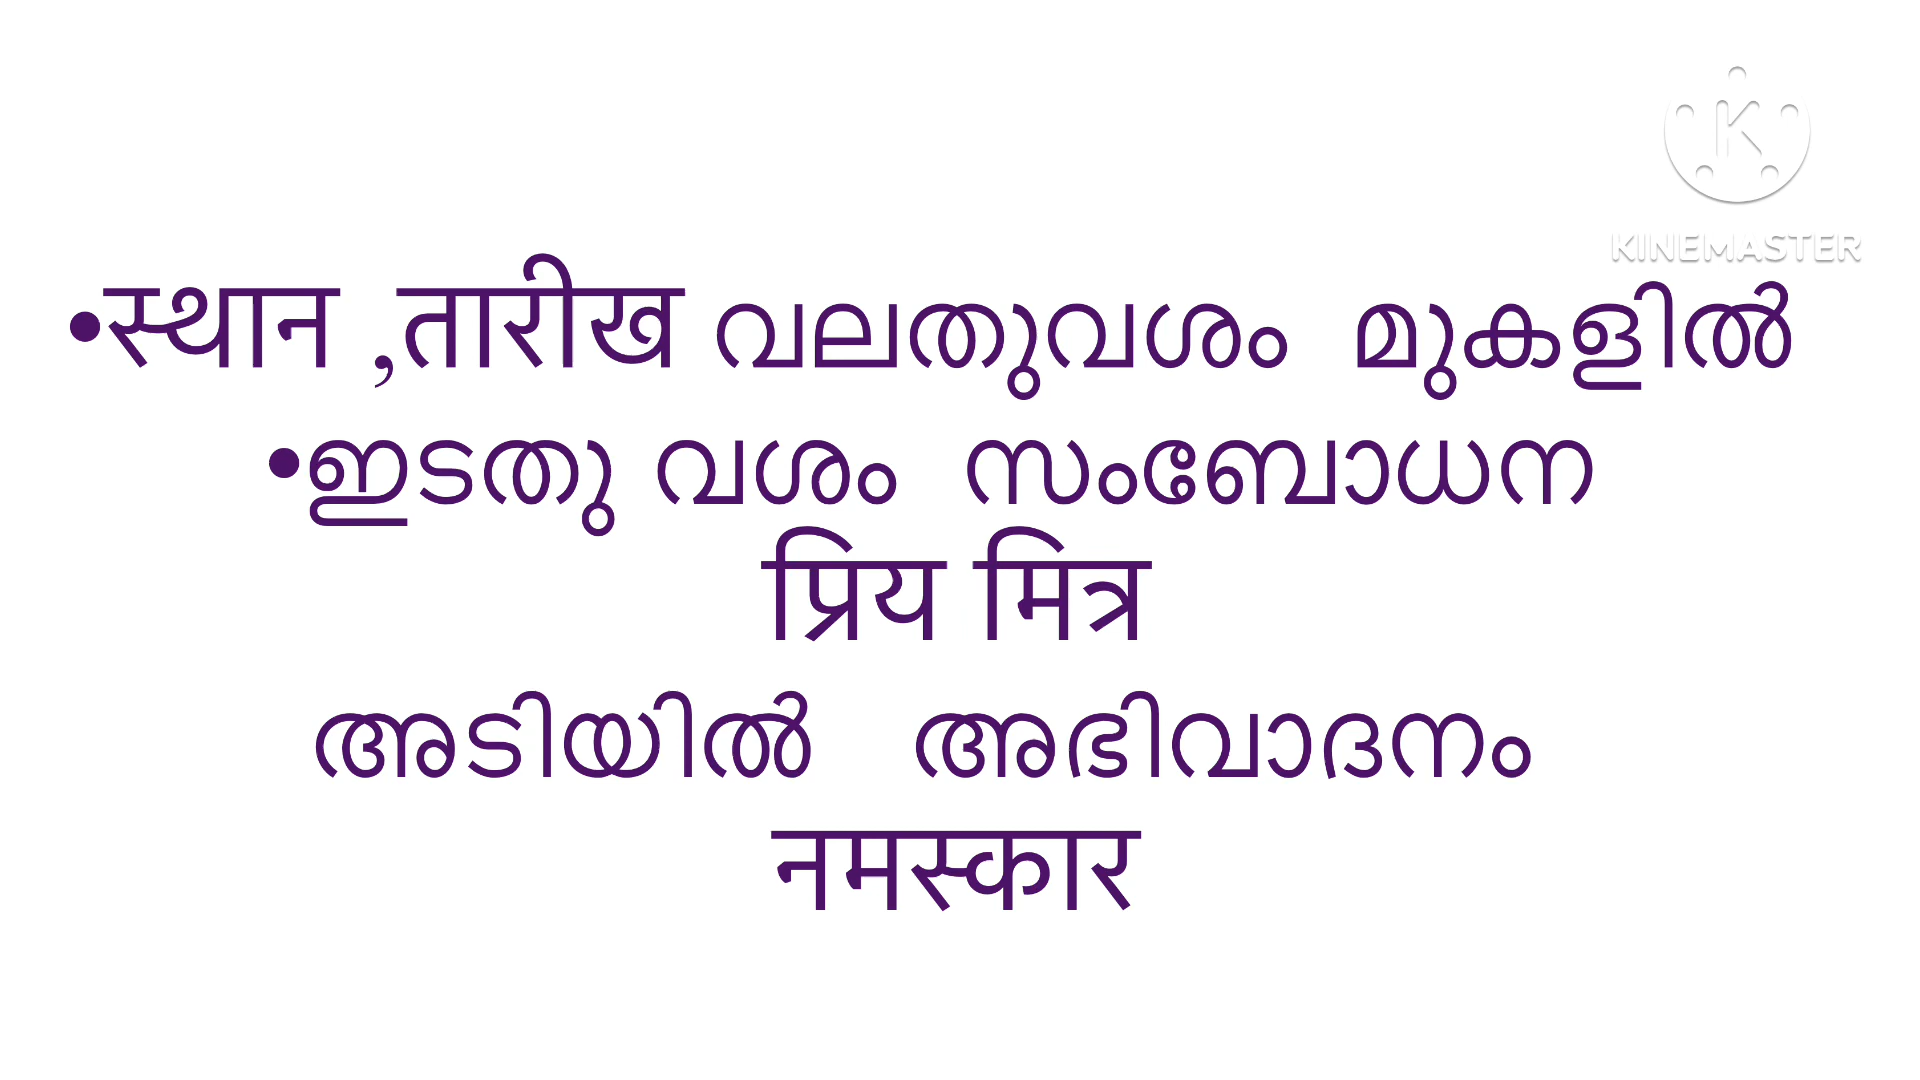 KINEMASTER
•स्थान ,तारीख വലതുവശം മുകളിൽ
•ഇടതു വശം സംബോധന
प्रिय मित्र
അടിയിൽ അഭിവാദനം
नमस्कार